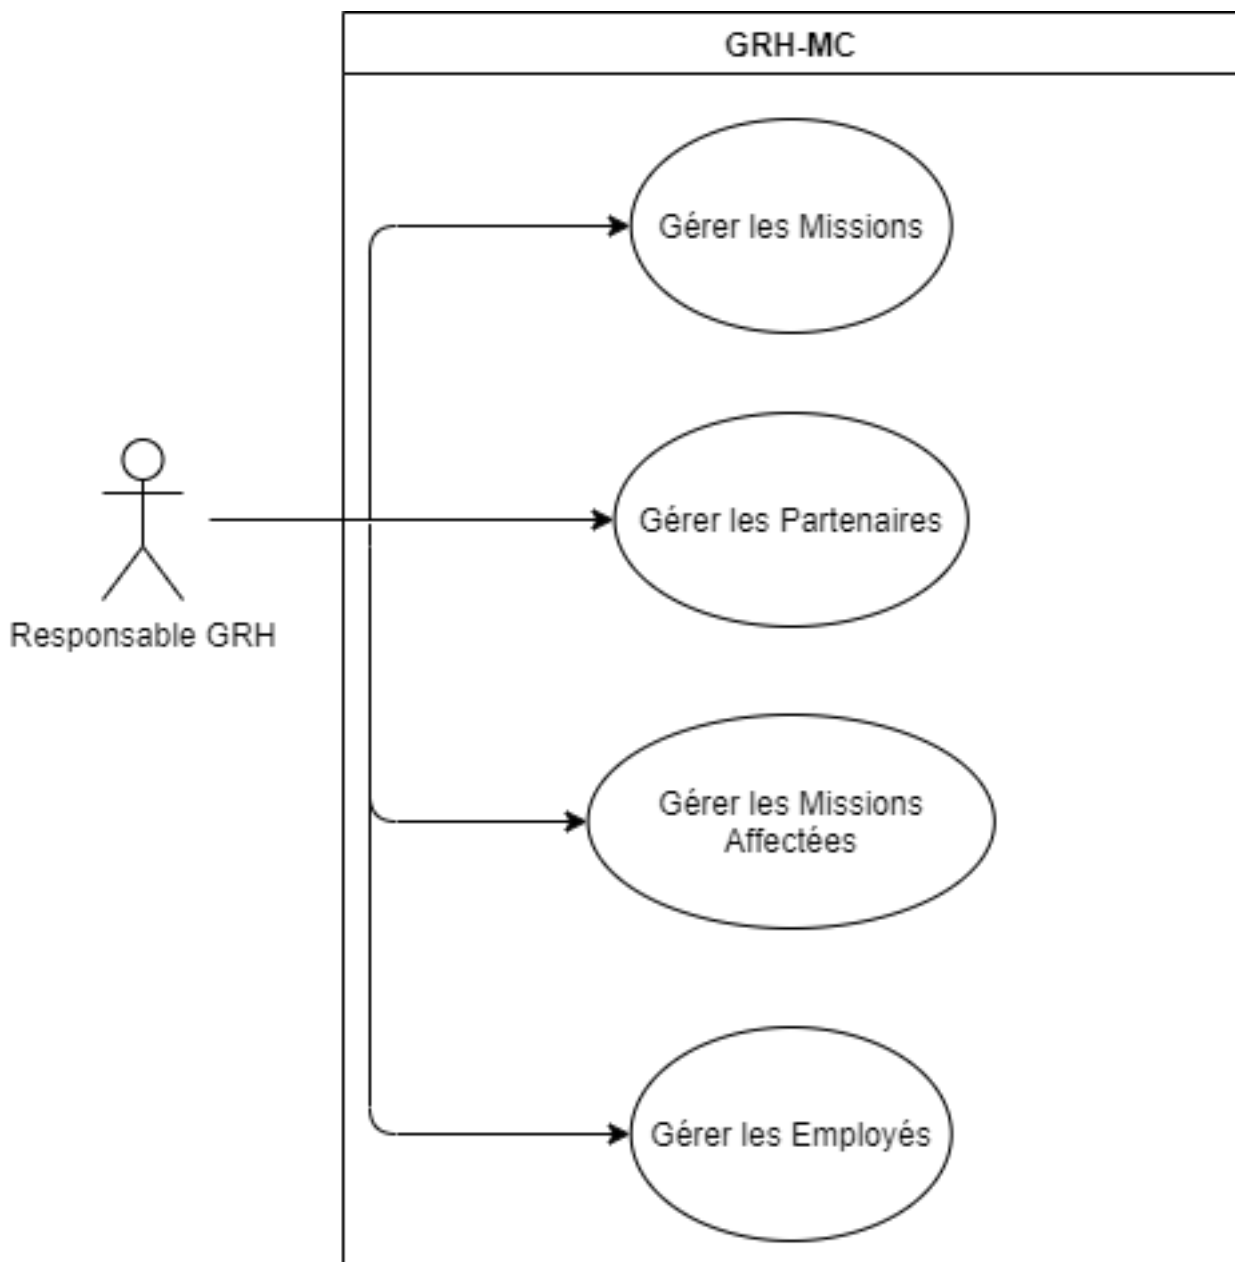 GRH-MC
Gérer les Missions
Gérer les Partenaires
Responsable GRH
Gérer les Missions
Affectées
Gérer les Employés